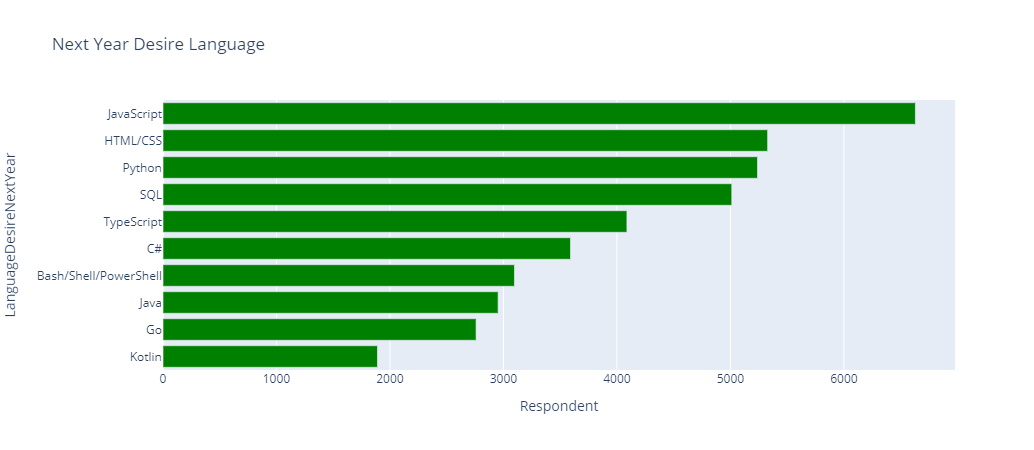 Next Year Desire Language
LanguageDesireNextYear
JavaScript
HTML/CSS
Python
SQL
TypeScript
C#
Bash/Shell/PowerShell
Java
Go
Kotlin
0 1000 2000 3000 4000 5000 6000
Respondent